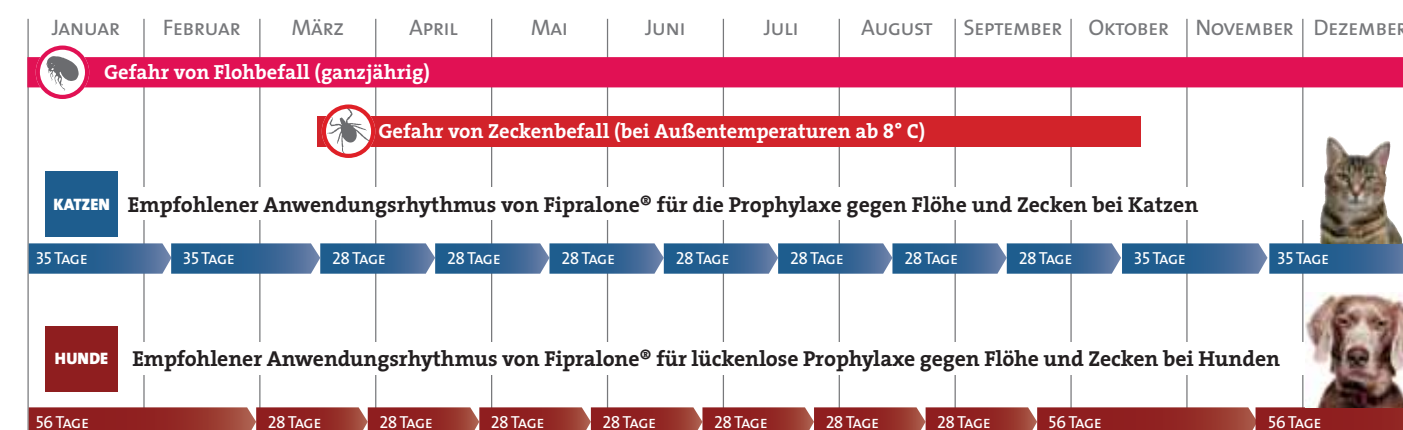 JANUAR FEBRUAR MÄRZ APRIL MAI JUNI JULI AUGUST SEPTEMBER OKTOBER NOVEMBER DEZEMBER
Gefahr von Flohbefall (ganzjährig)
Gefahr von Zeckenbefall (bei Außentemperaturen ab 8° C)
KATZEN Empfohlener Anwendungsrhythmus von Fipralone® für die Prophylaxe gegen Flöhe und Zecken bei Katzen
35 TAGE 35 TAGE 28 TAGE 28 TAGE 28 TAGE 28 TAGE 28 TAGE 28 TAGE 28 TAGE 35 TAGE 35 TAGE
HUNDE Empfohlener Anwendungsrhythmus von Fipralone® für lückenlose Prophylaxe gegen Flöhe und Zecken bei Hunden
56 TAGE 28 TAGE 28 TAGE 28 TAGE 28 TAGE 28 TAGE 28 TAGE 28 TAGE 56 TAGE 56 TAGE